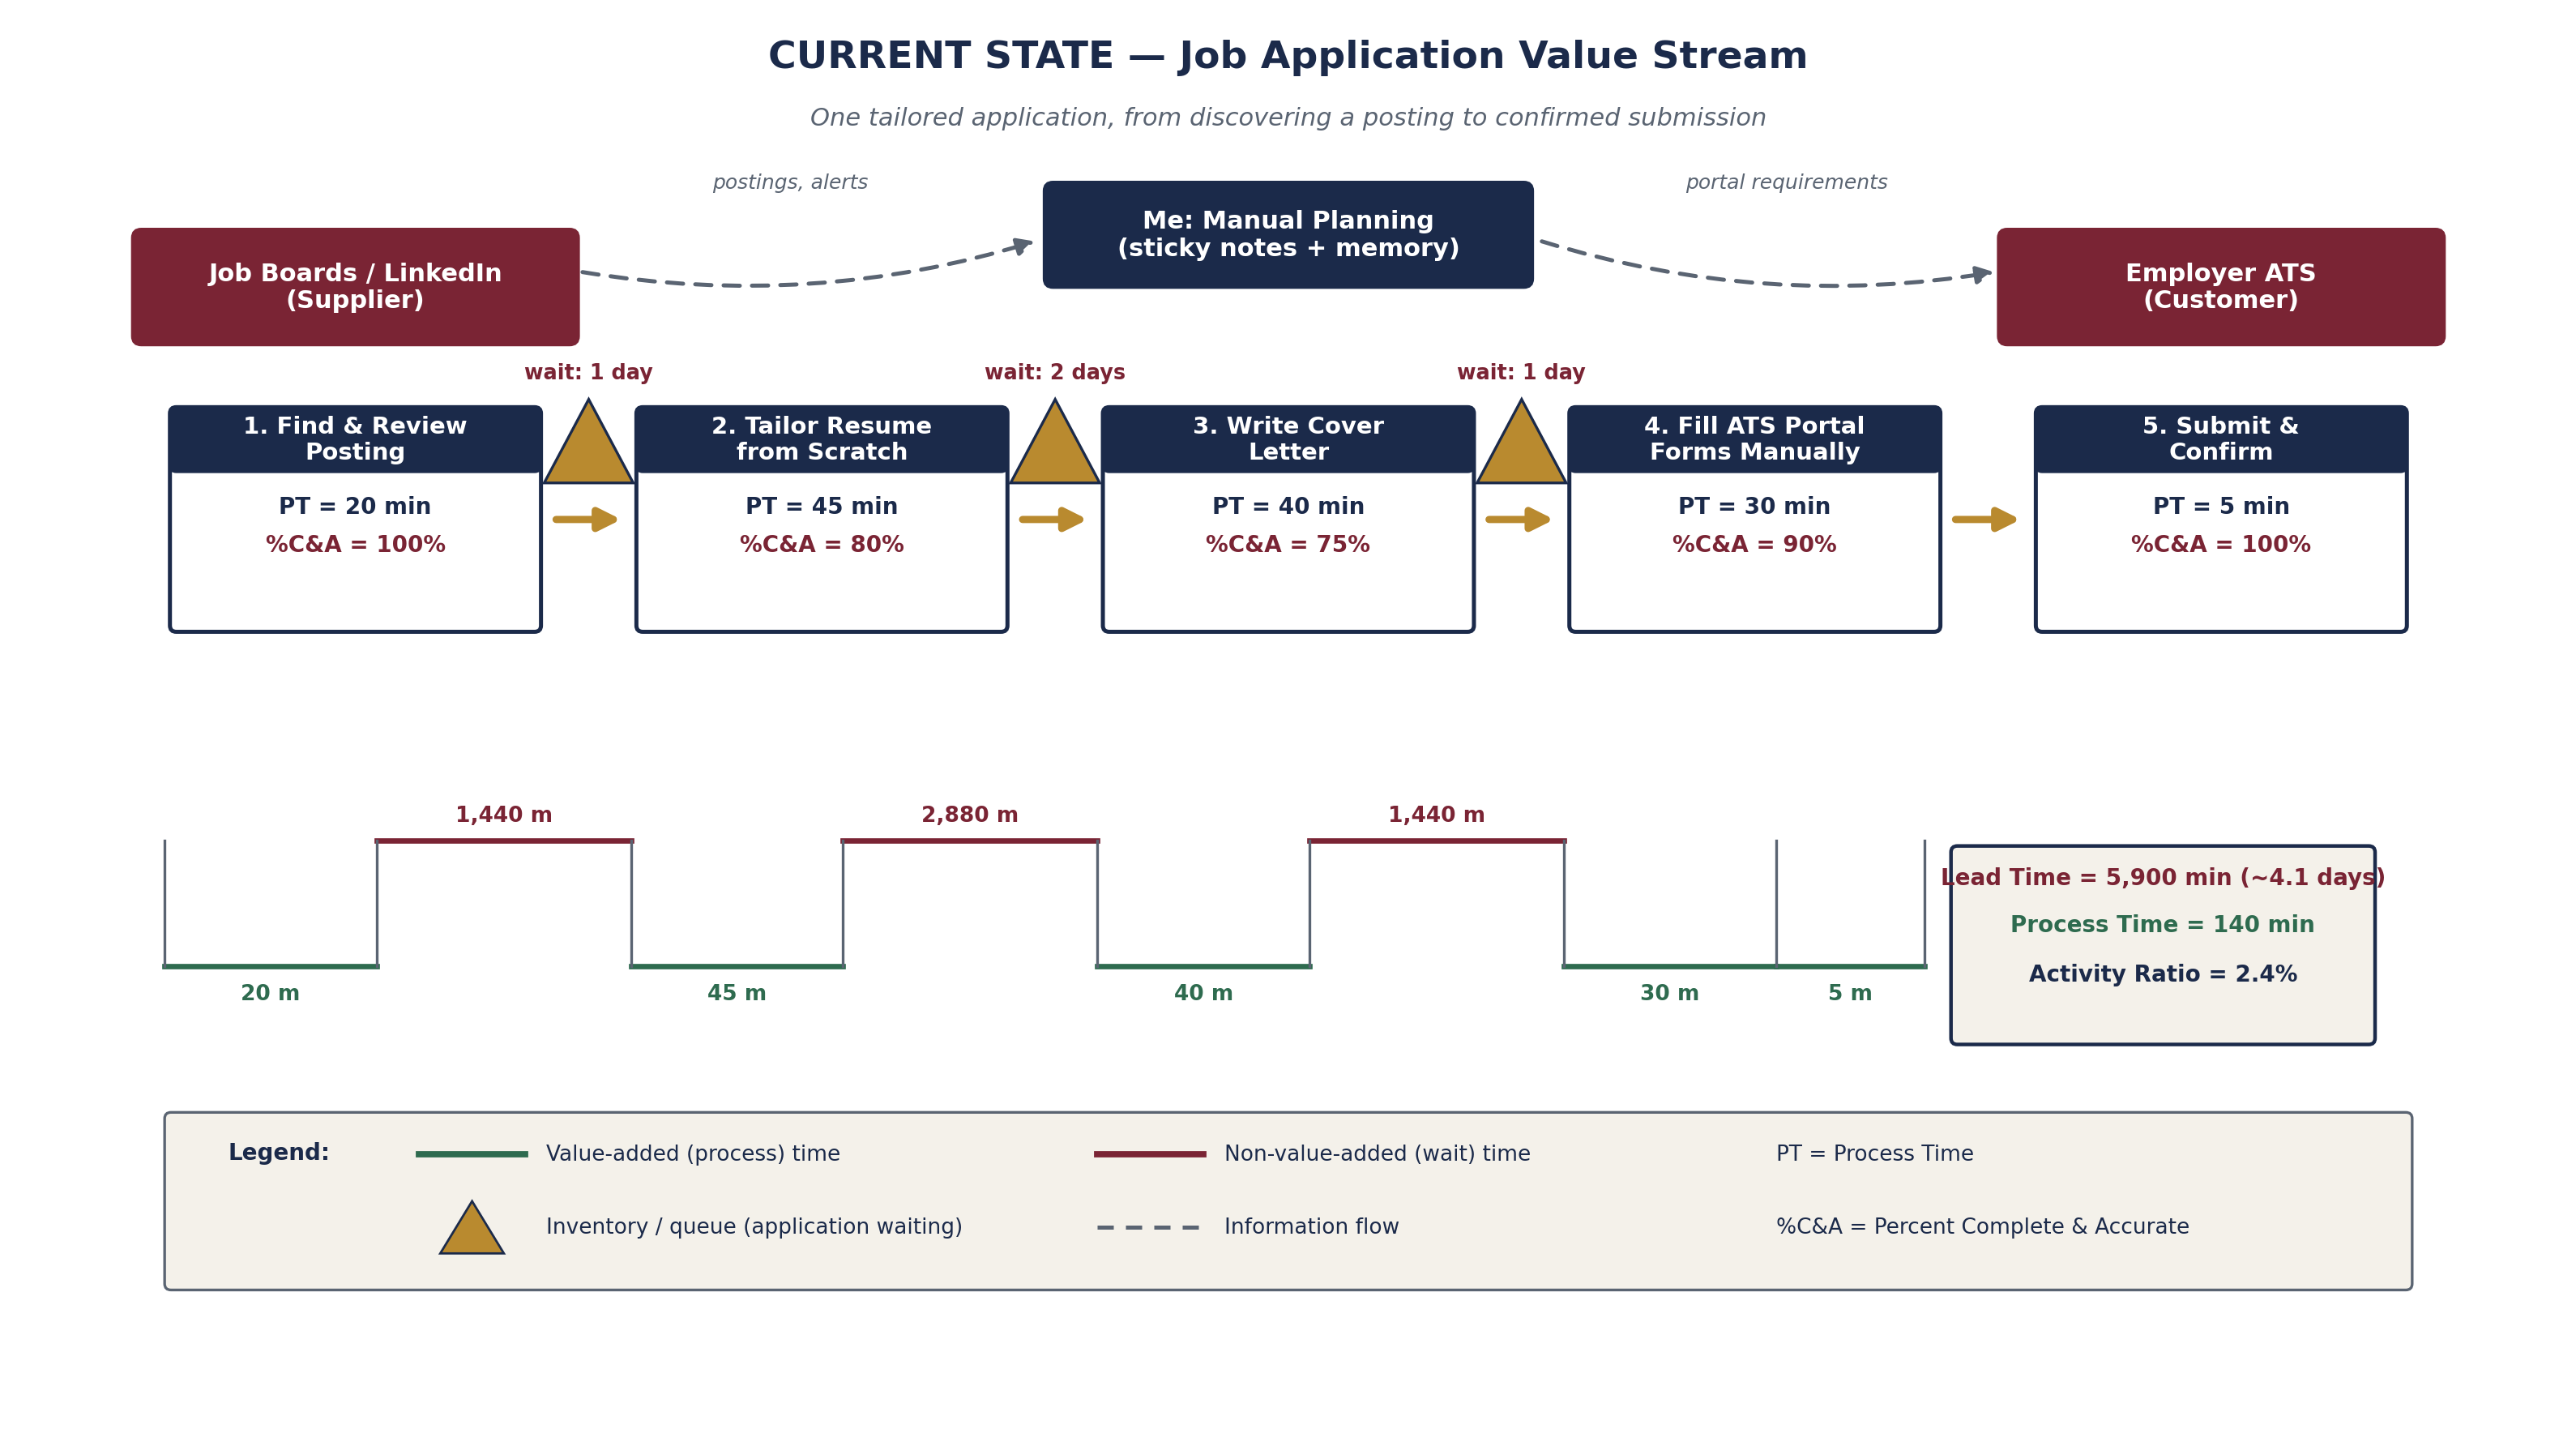 CURRENT STATE — Job Application Value Stream
One tailored application, from discovering a posting to confirmed submission
postings, alerts
portal requirements
Job Boards / LinkedIn
(Supplier)
Me: Manual Planning
(sticky notes + memory)
Employer ATS
(Customer)
wait: 1 day
wait: 2 days
wait: 1 day
1. Find & Review
Posting
PT = 20 min
%C&A = 100%
2. Tailor Resume
from Scratch
PT = 45 min
%C&A = 80%
3. Write Cover
Letter
PT = 40 min
%C&A = 75%
4. Fill ATS Portal
Forms Manually
PT = 30 min
%C&A = 90%
5. Submit &
Confirm
PT = 5 min
%C&A = 100%
1,440 m
2,880 m
1,440 m
20 m
45 m
40 m
30 m
5 m
Lead Time = 5,900 min (~4.1 days)
Process Time = 140 min
Activity Ratio = 2.4%
Legend:
Value-added (process) time
Non-value-added (wait) time
PT = Process Time
Inventory / queue (application waiting)
Information flow
%C&A = Percent Complete & Accurate